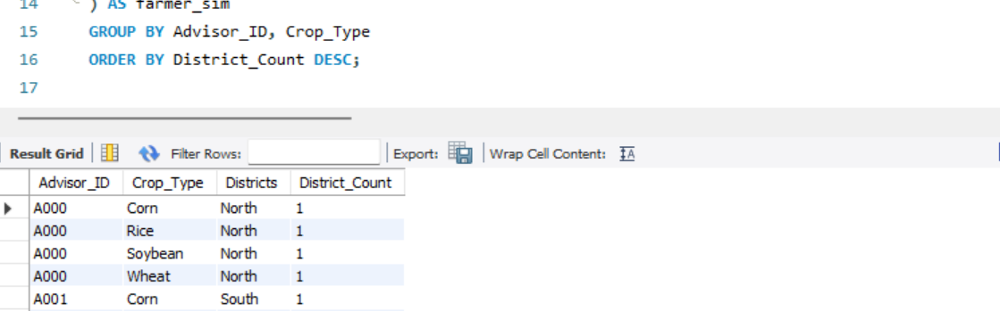 14 ) AS farmer_sim
15 GROUP BY Advisor_ID, Crop_Type
16 ORDER BY District_Count DESC;
17
Result Grid Filter Rows: Export: Wrap Cell Content: IA
Advisor_ID Crop_Type Districts District_Count
A000 Corn North 1
A000 Rice North 1
A000 Soybean North 1
A000 Wheat North 1
A001 Corn South 1